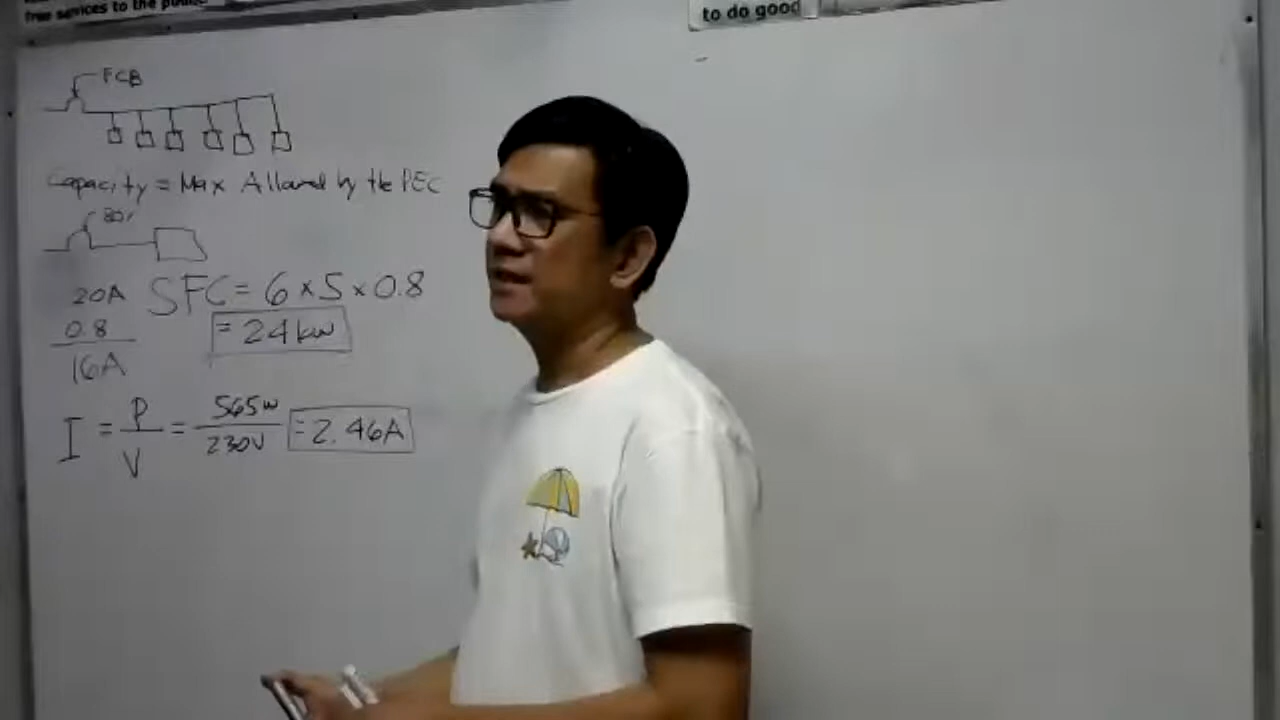 free sevices to the public
to do good
FCB
Capacity = Max Allowed by the PEC
80%
20A
0.8
16A
SFC = 6 x 5 x 0.8
= 24 kW
I = P/V = 565W/230V = 2.46A